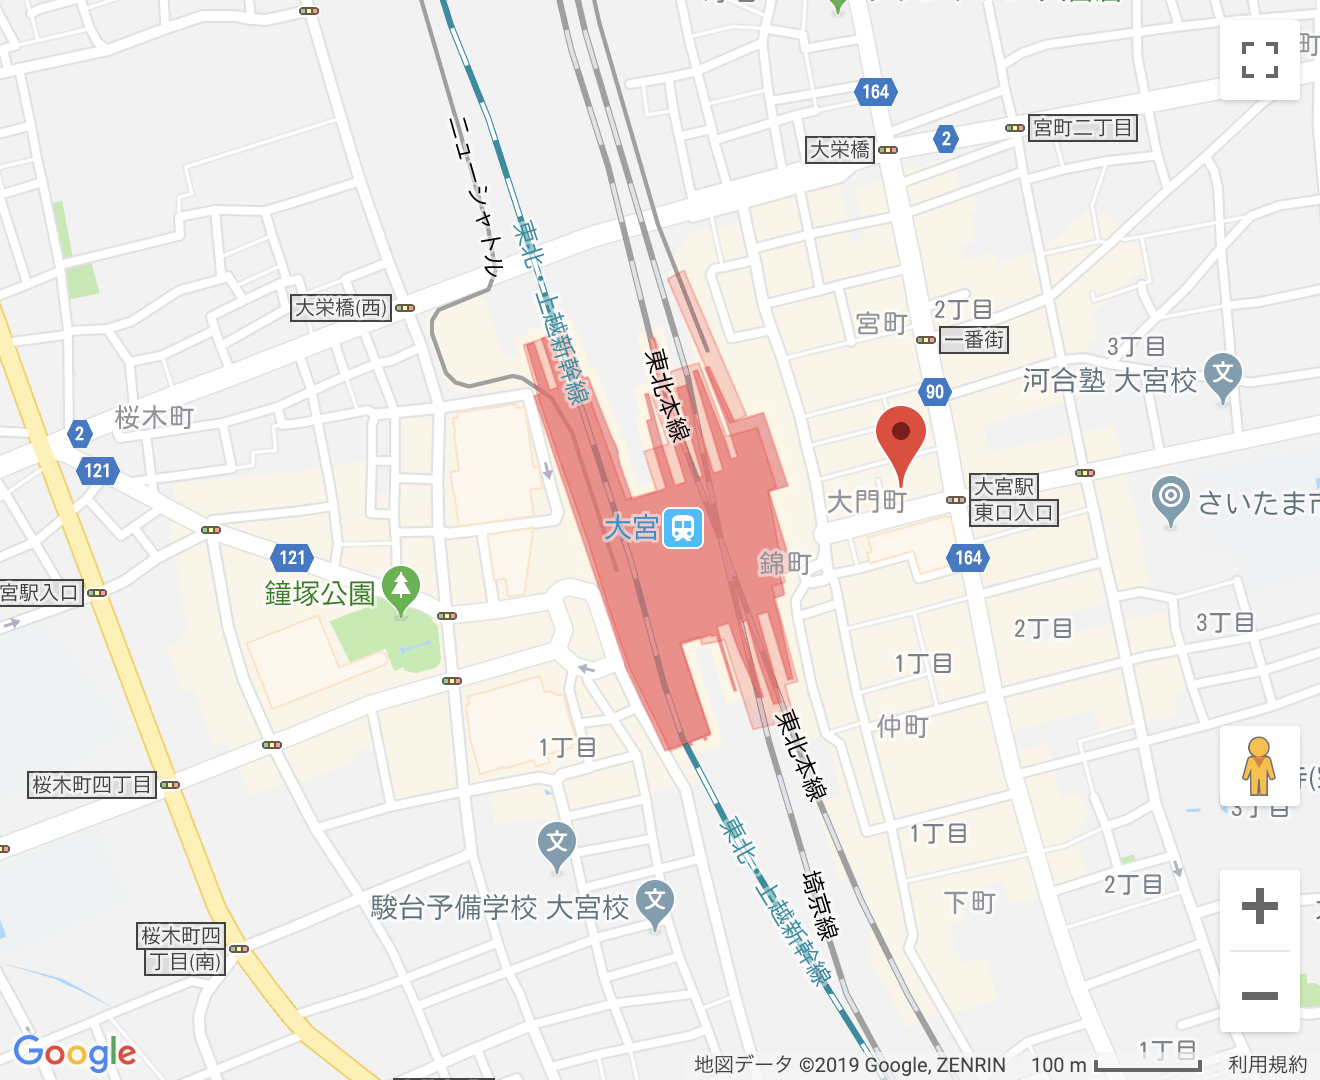 164
2
宮町二丁目
大栄橋
ニューシャトル
東北・上越新幹線
大栄橋(西)
2丁目
宮町
一番街
3丁目
河合塾 大宮校
東北本線
90
桜木町
2
121
大宮駅
東口入口
大門町
さいたま市
大宮
錦町
121
164
鐘塚公園
宮駅入口
3丁目
2丁目
1丁目
仲町
1丁目
東北本線
桜木町四丁目
3丁目
1丁目
東北・上越新幹線
埼京線
2丁目
下町
駿台予備学校 大宮校
桜木町四
丁目(南)
1丁目
Google
地図データ ©2019 Google, ZENRIN
100 m
利用規約